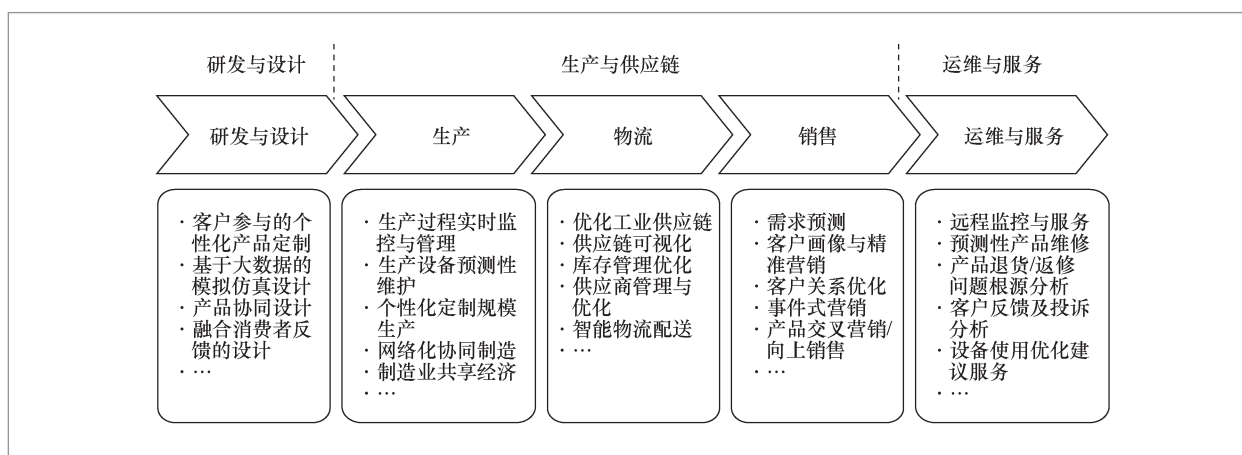 研发与设计
生产与供应链
运维与服务
研发与设计
生产
物流
销售
运维与服务
· 客户参与的个
性化产品定制
· 基于大数据的
模拟仿真设计
· 产品协同设计
· 融合消费者反
馈的设计
· …
· 生产过程实时监
控与管理
· 生产设备预测性
维护
· 个性化定制规模
生产
· 网络化协同制造
· 制造业共享经济
· …
· 优化工业供应链
· 供应链可视化
· 库存管理优化
· 供应商管理与
优化
· 智能物流配送
· …
· 需求预测
· 客户画像与精
准营销
· 客户关系优化
· 事件式营销
· 产品交叉营销/
向上销售
· …
· 远程监控与服务
· 预测性产品维修
· 产品退货/返修
问题根源分析
· 客户反馈及投诉
分析
· 设备使用优化建
议服务
· …